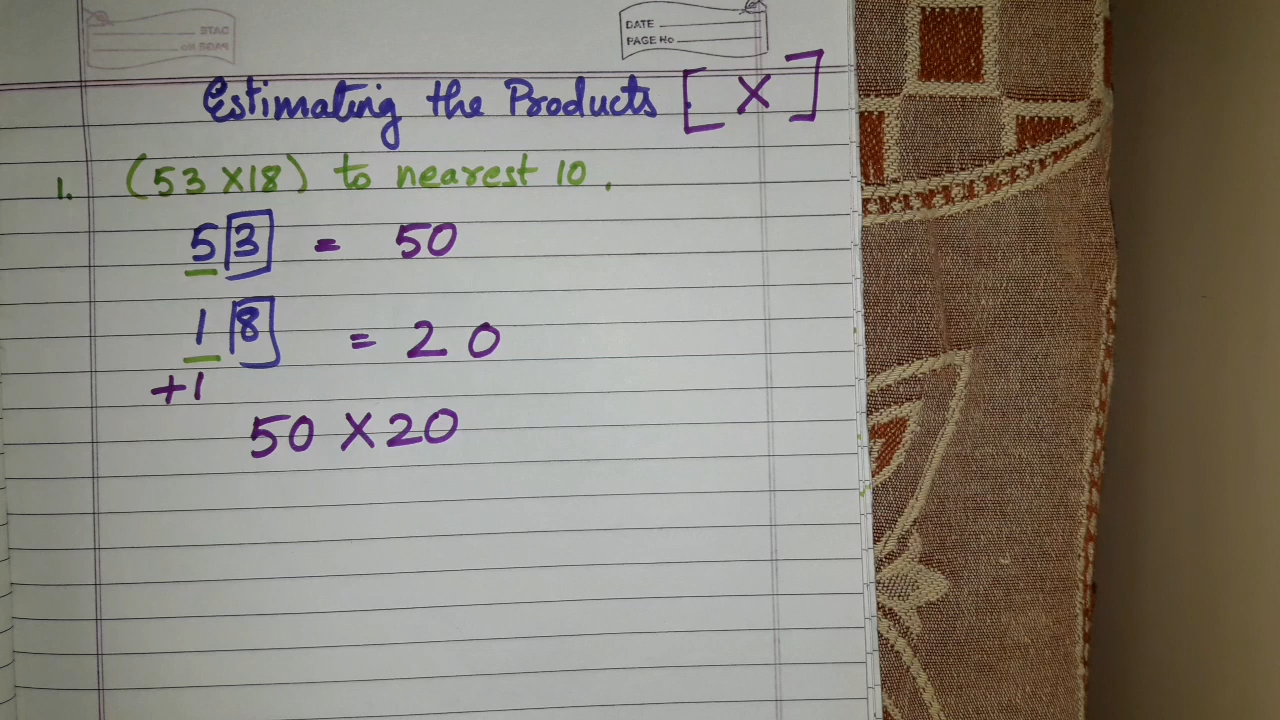 DATE
PAGE No
Estimating the Products [ × ]
1. (53 ×18) to nearest 10.
53 = 50
18 = 20
+1
50 × 20